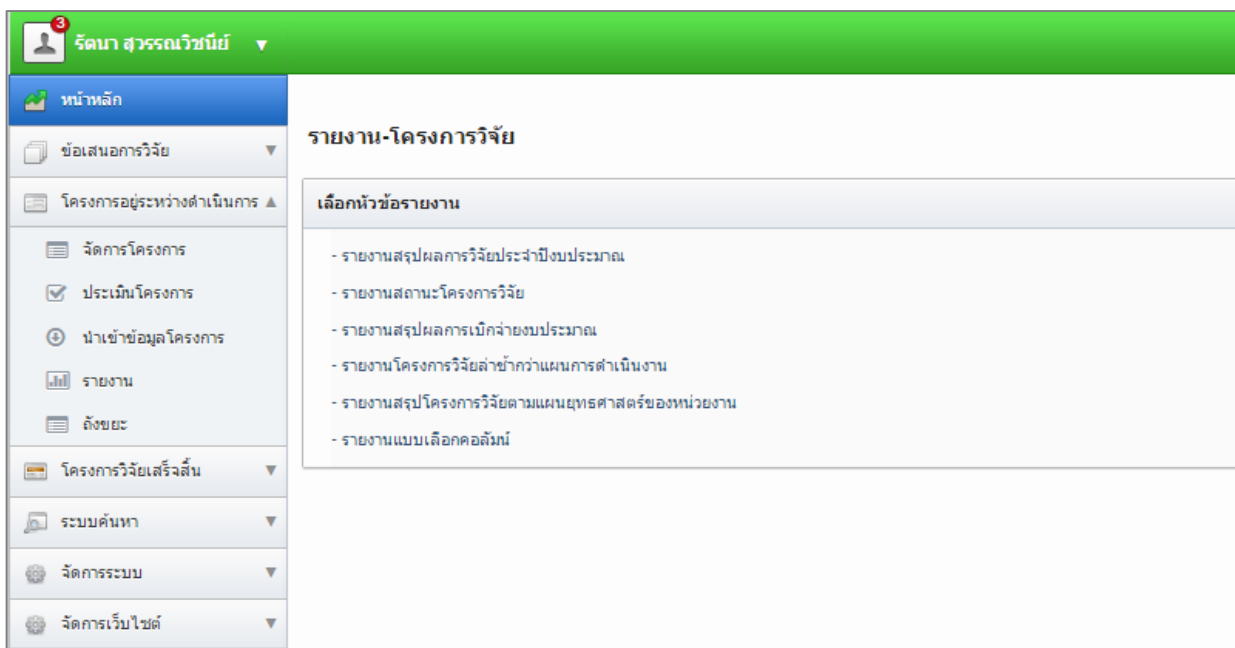 3
รัตนา สุวรรณวิชนีย์
หน้าหลัก
ข้อเสนอการวิจัย
โครงการอยู่ระหว่างดำเนินการ
จัดการโครงการ
ประเมินโครงการ
นำเข้าข้อมูลโครงการ
รายงาน
ถังขยะ
โครงการวิจัยเสร็จสิ้น
ระบบค้นหา
จัดการระบบ
จัดการเว็บไซต์
รายงาน-โครงการวิจัย
เลือกหัวข้อรายงาน
- รายงานสรุปผลการวิจัยประจำปีงบประมาณ
- รายงานสถานะโครงการวิจัย
- รายงานสรุปผลการเบิกจ่ายงบประมาณ
- รายงานโครงการวิจัยล่าช้ากว่าแผนการดำเนินงาน
- รายงานสรุปโครงการวิจัยตามแผนยุทธศาสตร์ของหน่วยงาน
- รายงานแบบเลือกคอลัมน์